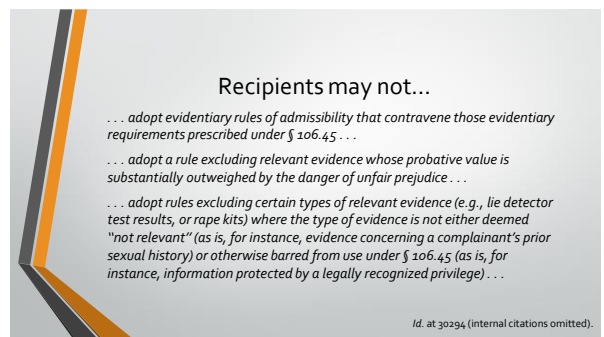 Recipients may not…
. . . adopt evidentiary rules of admissibility that contravene those evidentiary
requirements prescribed under § 106.45 . . .
. . . adopt a rule excluding relevant evidence whose probative value is
substantially outweighed by the danger of unfair prejudice . . .
. . . adopt rules excluding certain types of relevant evidence (e.g., lie detector
test results, or rape kits) where the type of evidence is not either deemed
“not relevant” (as is, for instance, evidence concerning a complainant’s prior
sexual history) or otherwise barred from use under § 106.45 (as is, for
instance, information protected by a legally recognized privilege) . . .
Id. at 30294 (internal citations omitted).